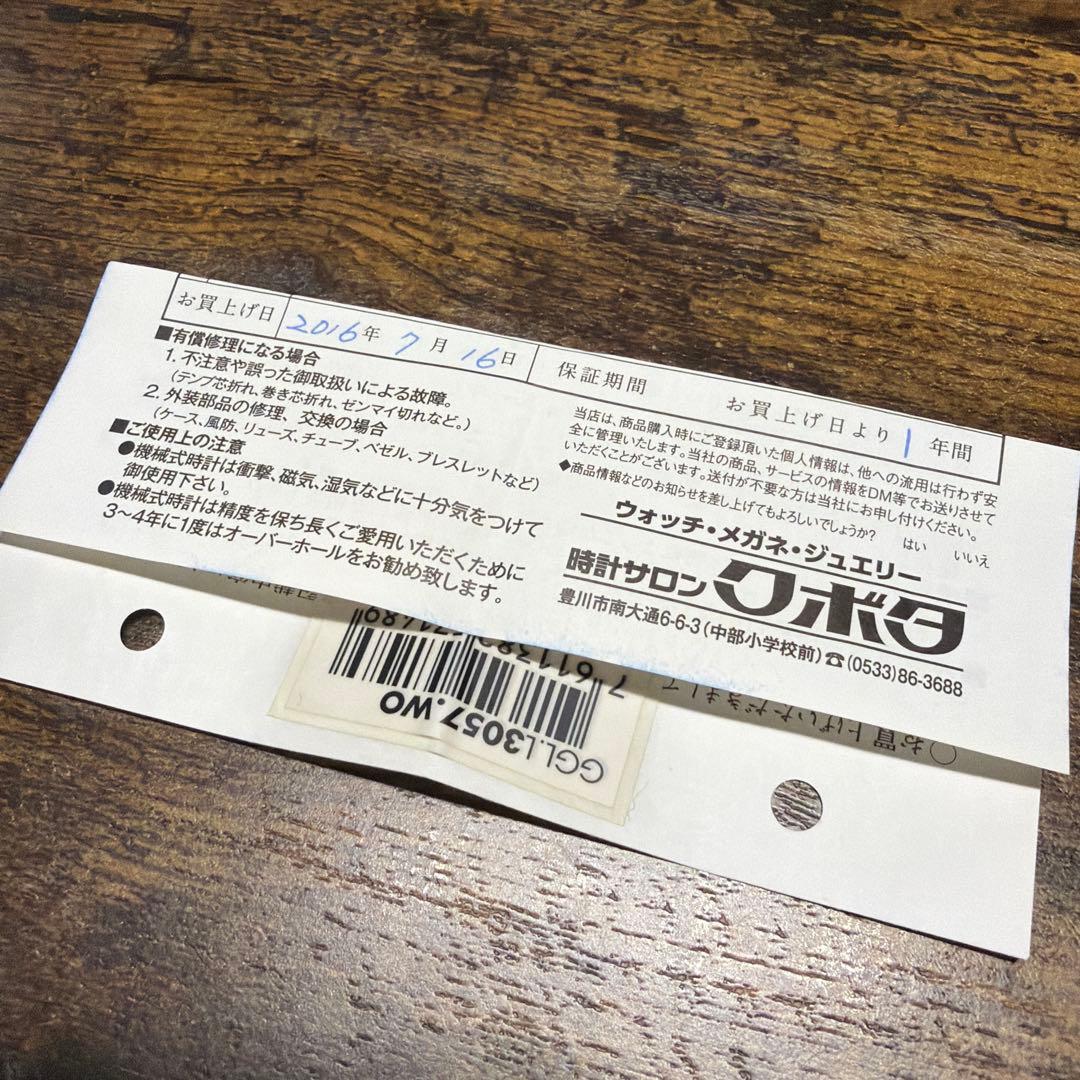 お買上げ日 2016年 7月 16日 保証期間 お買上げ日より 1 年間
■有償修理になる場合
1. 不注意や誤った御取扱いによる故障。
(テンプ芯折れ、巻き芯折れ、ゼンマイ切れなど。)
2. 外装部品の修理、交換の場合
(ケース、風防、リューズ、チューブ、ベゼル、ブレスレットなど)
■ご使用上の注意
●機械式時計は衝撃、磁気、湿気などに十分気をつけて
御使用下さい。
●機械式時計は精度を保ち長くご愛用いただくために
3〜4年に1度はオーバーホールをお勧め致します。
当店は、商品購入時にご登録頂いた個人情報は、他への流用は行わず安
全に管理いたします。当社の商品、サービスの情報をDM等でお送りさせて
いただくことがございます。送付が不要な方は当社にお申し付けください。
◆商品情報などのお知らせを差し上げてもよろしいでしょうか? はい いいえ
ウォッチ・メガネ・ジュエリー
時計サロン クボタ
豊川市南大通6-6-3(中部小学校前)☎(0533)86-3688
○お買上げいただきまして
GGL.L3057.WO